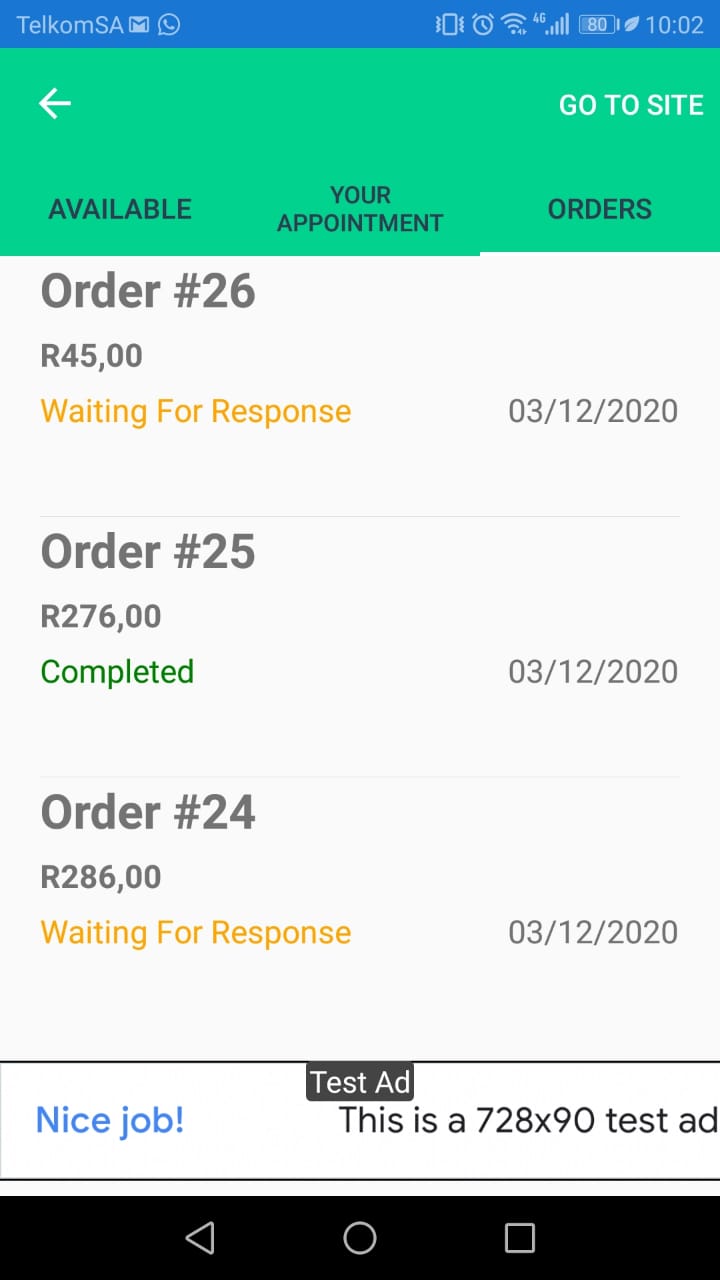 TelkomSA 4G 80 10:02
GO TO SITE
AVAILABLE
YOUR
APPOINTMENT
ORDERS
Order #26
R45,00
Waiting For Response 03/12/2020
Order #25
R276,00
Completed 03/12/2020
Order #24
R286,00
Waiting For Response 03/12/2020
Test Ad
Nice job! This is a 728x90 test ad